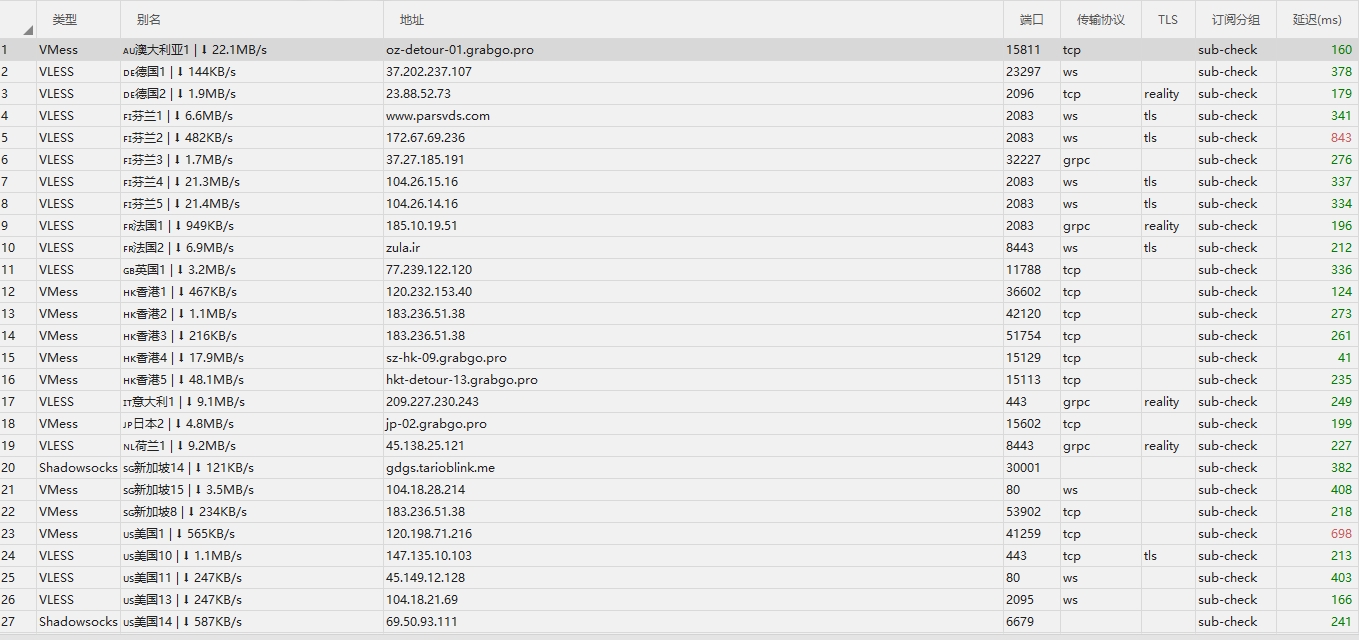 类型 别名 地址 端口 传输协议 TLS 订阅分组 延迟(ms)
1 VMess AU澳大利亚1 | ⬇ 22.1MB/s oz-detour-01.grabgo.pro 15811 tcp sub-check 160
2 VLESS DE德国1 | ⬇ 144KB/s 37.202.237.107 23297 ws sub-check 378
3 VLESS DE德国2 | ⬇ 1.9MB/s 23.88.52.73 2096 tcp reality sub-check 179
4 VLESS FI芬兰1 | ⬇ 6.6MB/s www.parsvds.com 2083 ws tls sub-check 341
5 VLESS FI芬兰2 | ⬇ 482KB/s 172.67.69.236 2083 ws tls sub-check 843
6 VLESS FI芬兰3 | ⬇ 1.7MB/s 37.27.185.191 32227 grpc sub-check 276
7 VLESS FI芬兰4 | ⬇ 21.3MB/s 104.26.15.16 2083 ws tls sub-check 337
8 VLESS FI芬兰5 | ⬇ 21.4MB/s 104.26.14.16 2083 ws tls sub-check 334
9 VLESS FR法国1 | ⬇ 949KB/s 185.10.19.51 2083 grpc reality sub-check 196
10 VLESS FR法国2 | ⬇ 6.9MB/s zula.ir 8443 ws tls sub-check 212
11 VLESS GB英国1 | ⬇ 3.2MB/s 77.239.122.120 11788 tcp sub-check 336
12 VMess HK香港1 | ⬇ 467KB/s 120.232.153.40 36602 tcp sub-check 124
13 VMess HK香港2 | ⬇ 1.1MB/s 183.236.51.38 42120 tcp sub-check 273
14 VMess HK香港3 | ⬇ 216KB/s 183.236.51.38 51754 tcp sub-check 261
15 VMess HK香港4 | ⬇ 17.9MB/s sz-hk-09.grabgo.pro 15129 tcp sub-check 41
16 VMess HK香港5 | ⬇ 48.1MB/s hkt-detour-13.grabgo.pro 15113 tcp sub-check 235
17 VLESS IT意大利1 | ⬇ 9.1MB/s 209.227.230.243 443 grpc reality sub-check 249
18 VMess JP日本2 | ⬇ 4.8MB/s jp-02.grabgo.pro 15602 tcp sub-check 199
19 VLESS NL荷兰1 | ⬇ 9.2MB/s 45.138.25.121 8443 grpc reality sub-check 227
20 Shadowsocks SG新加坡14 | ⬇ 121KB/s gdgs.tarioblink.me 30001 sub-check 382
21 VMess SG新加坡15 | ⬇ 3.5MB/s 104.18.28.214 80 ws sub-check 408
22 VMess SG新加坡8 | ⬇ 234KB/s 183.236.51.38 53902 tcp sub-check 218
23 VMess US美国1 | ⬇ 565KB/s 120.198.71.216 41259 tcp sub-check 698
24 VLESS US美国10 | ⬇ 1.1MB/s 147.135.10.103 443 tcp tls sub-check 213
25 VLESS US美国11 | ⬇ 247KB/s 45.149.12.128 80 ws sub-check 403
26 VLESS US美国13 | ⬇ 247KB/s 104.18.21.69 2095 ws sub-check 166
27 Shadowsocks US美国14 | ⬇ 587KB/s 69.50.93.111 6679 sub-check 241